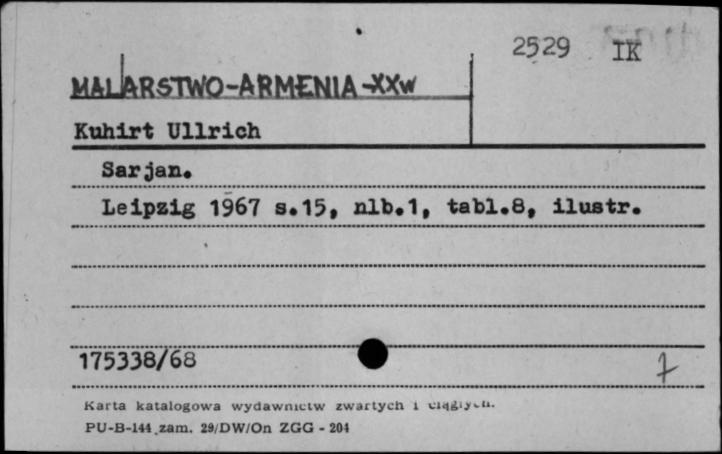 2529 IK
MALARSTWO-ARMENIA-XXw
Kuhirt Ullrich
Sarjan.
Leipzig 1967 s.15, nlb.1, tabl.8, ilustr.
175338/68
7
Karta katalogowa wydawnictw zwartych i ciągłych.
PU-B-144 zam. 29/DW/On ZGG - 204